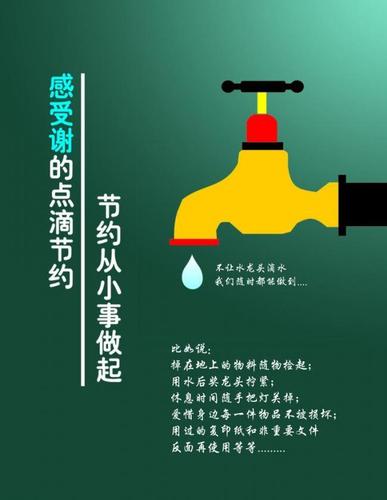 感受谢的点滴节约
节约从小事做起
不让水龙头滴水
我们随时都能做到....
比如说：
掉在地上的物料随物捡起；
用水后要龙头拧紧；
休息时间随手把灯关掉；
爱惜身边每一件物品不被损坏；
用过的复印纸和非重要文件
反面再使用等等.........